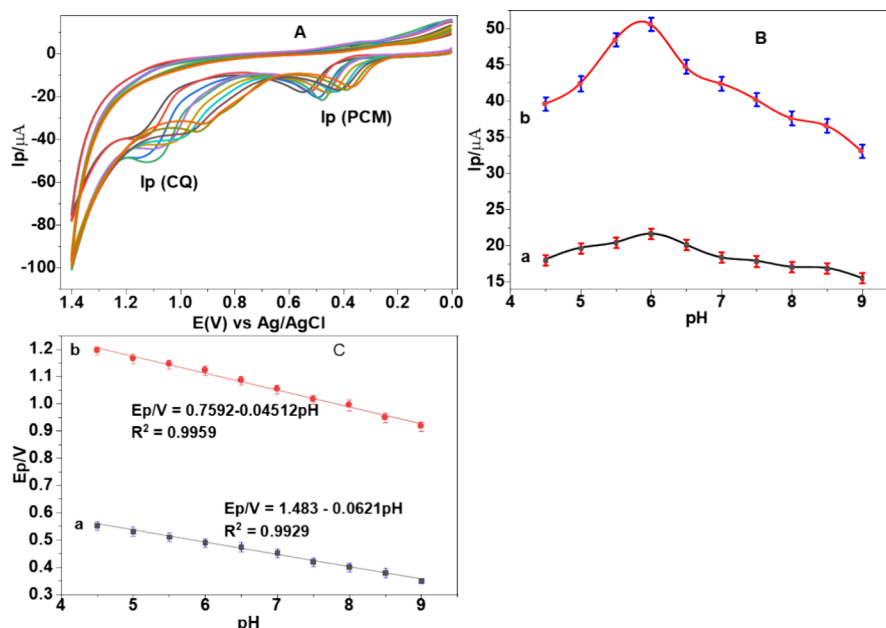 A
0
-20
-40
-60
-80
-100
Ip/µA
Ip (PCM)
Ip (CQ)
1.4 1.2 1.0 0.8 0.6 0.4 0.2 0.0
E(V) vs Ag/AgCl
B
50
45
40
35
30
25
20
15
Ip/µA
b
a
4 5 6 7 8 9
pH
C
1.2
1.1
1.0
0.9
0.8
0.7
0.6
0.5
0.4
0.3
Ep/V
b
Ep/V = 0.7592-0.04512pH
R² = 0.9959
Ep/V = 1.483 - 0.0621pH
R² = 0.9929
a
4 5 6 7 8 9
pH